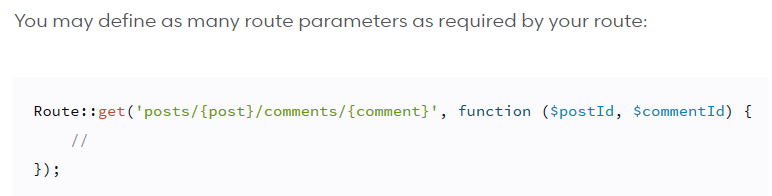 You may define as many route parameters as required by your route:
Route::get('posts/{post}/comments/{comment}', function ($postId, $commentId) {
    //
});